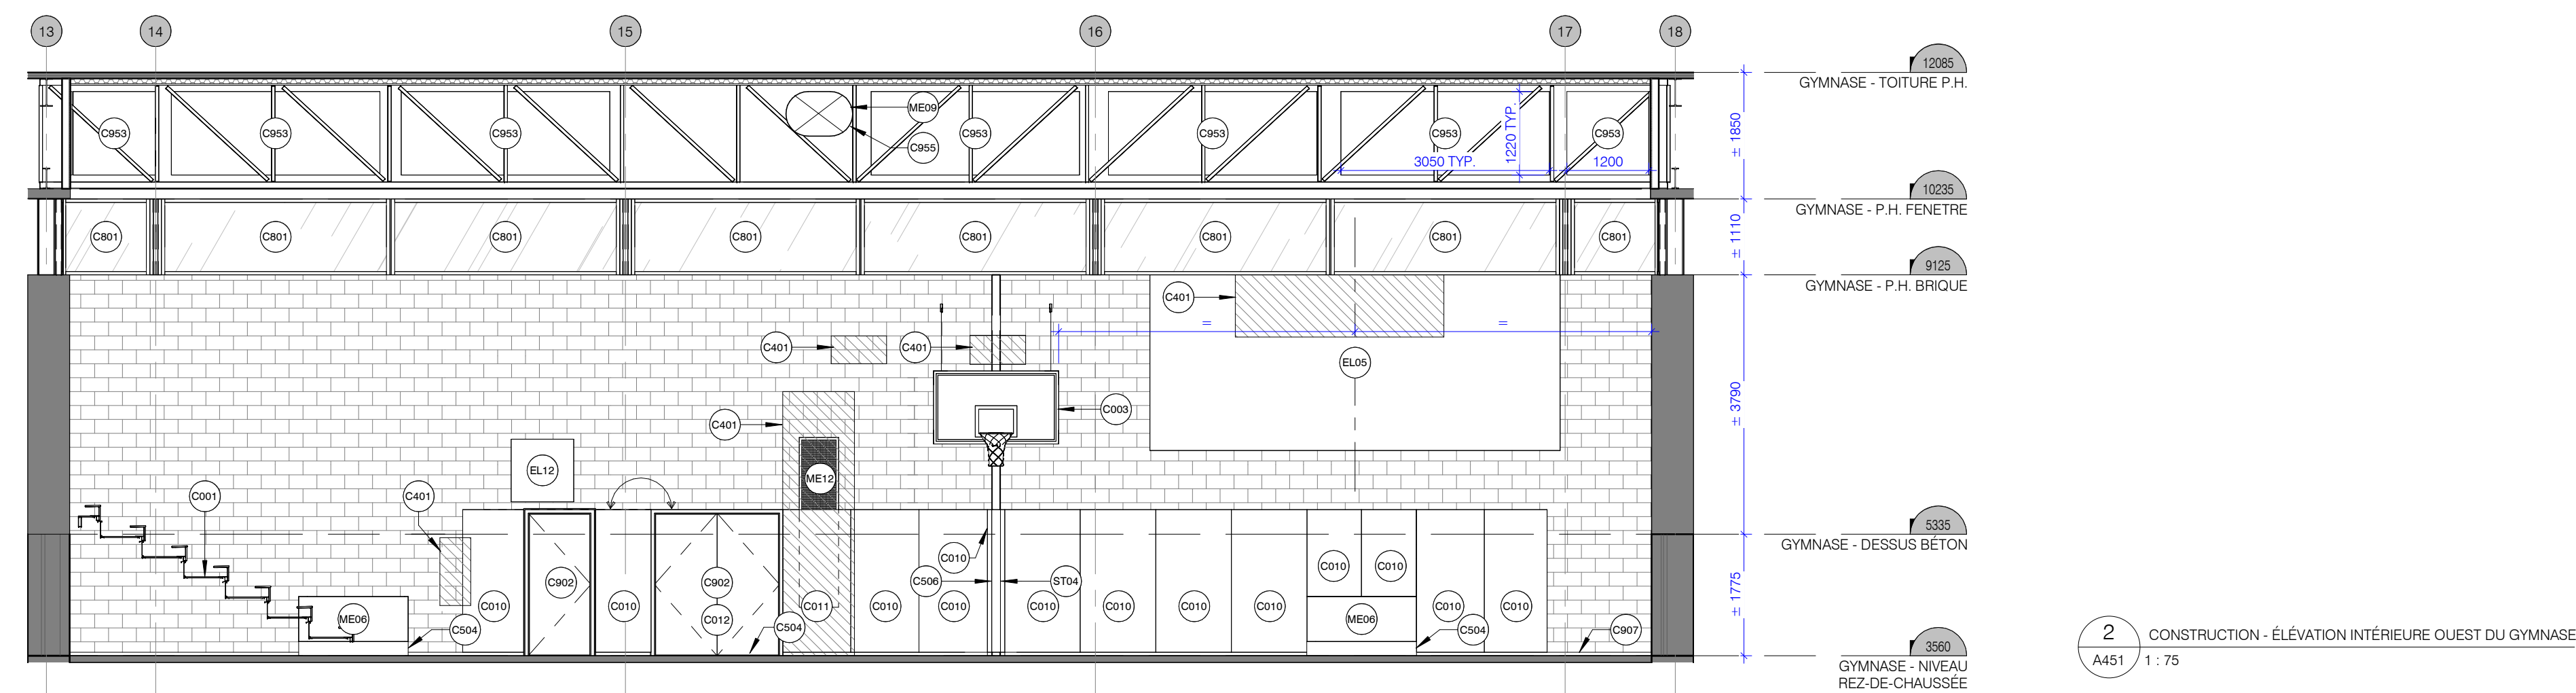 13 14 15 16 17 18
12085
GYMNASE - TOITURE P.H.
ME09
C953 C953 C953 C953 C953 C953 C953
C955
1220 TYP.
3050 TYP. 1200
± 1850
10235
GYMNASE - P.H. FENETRE
C801 C801 C801 C801 C801 C801 C801 C801
± 1110
9125
GYMNASE - P.H. BRIQUE
C401
= =
C401 C401
EL05
C003
± 3790
C401
EL12
ME12
C001 C401
5335
GYMNASE - DESSUS BÉTON
C010
C010 C010
C902 C902 C506 ST04
C010 C010 C011 C010 C010 C010 C010 C010 C010 C010 C010
ME06 C012 ME06
C504 C504 C504 C907
± 1775
3560
GYMNASE - NIVEAU
REZ-DE-CHAUSSÉE
2 CONSTRUCTION - ÉLÉVATION INTÉRIEURE OUEST DU GYMNASE
A451 1 : 75